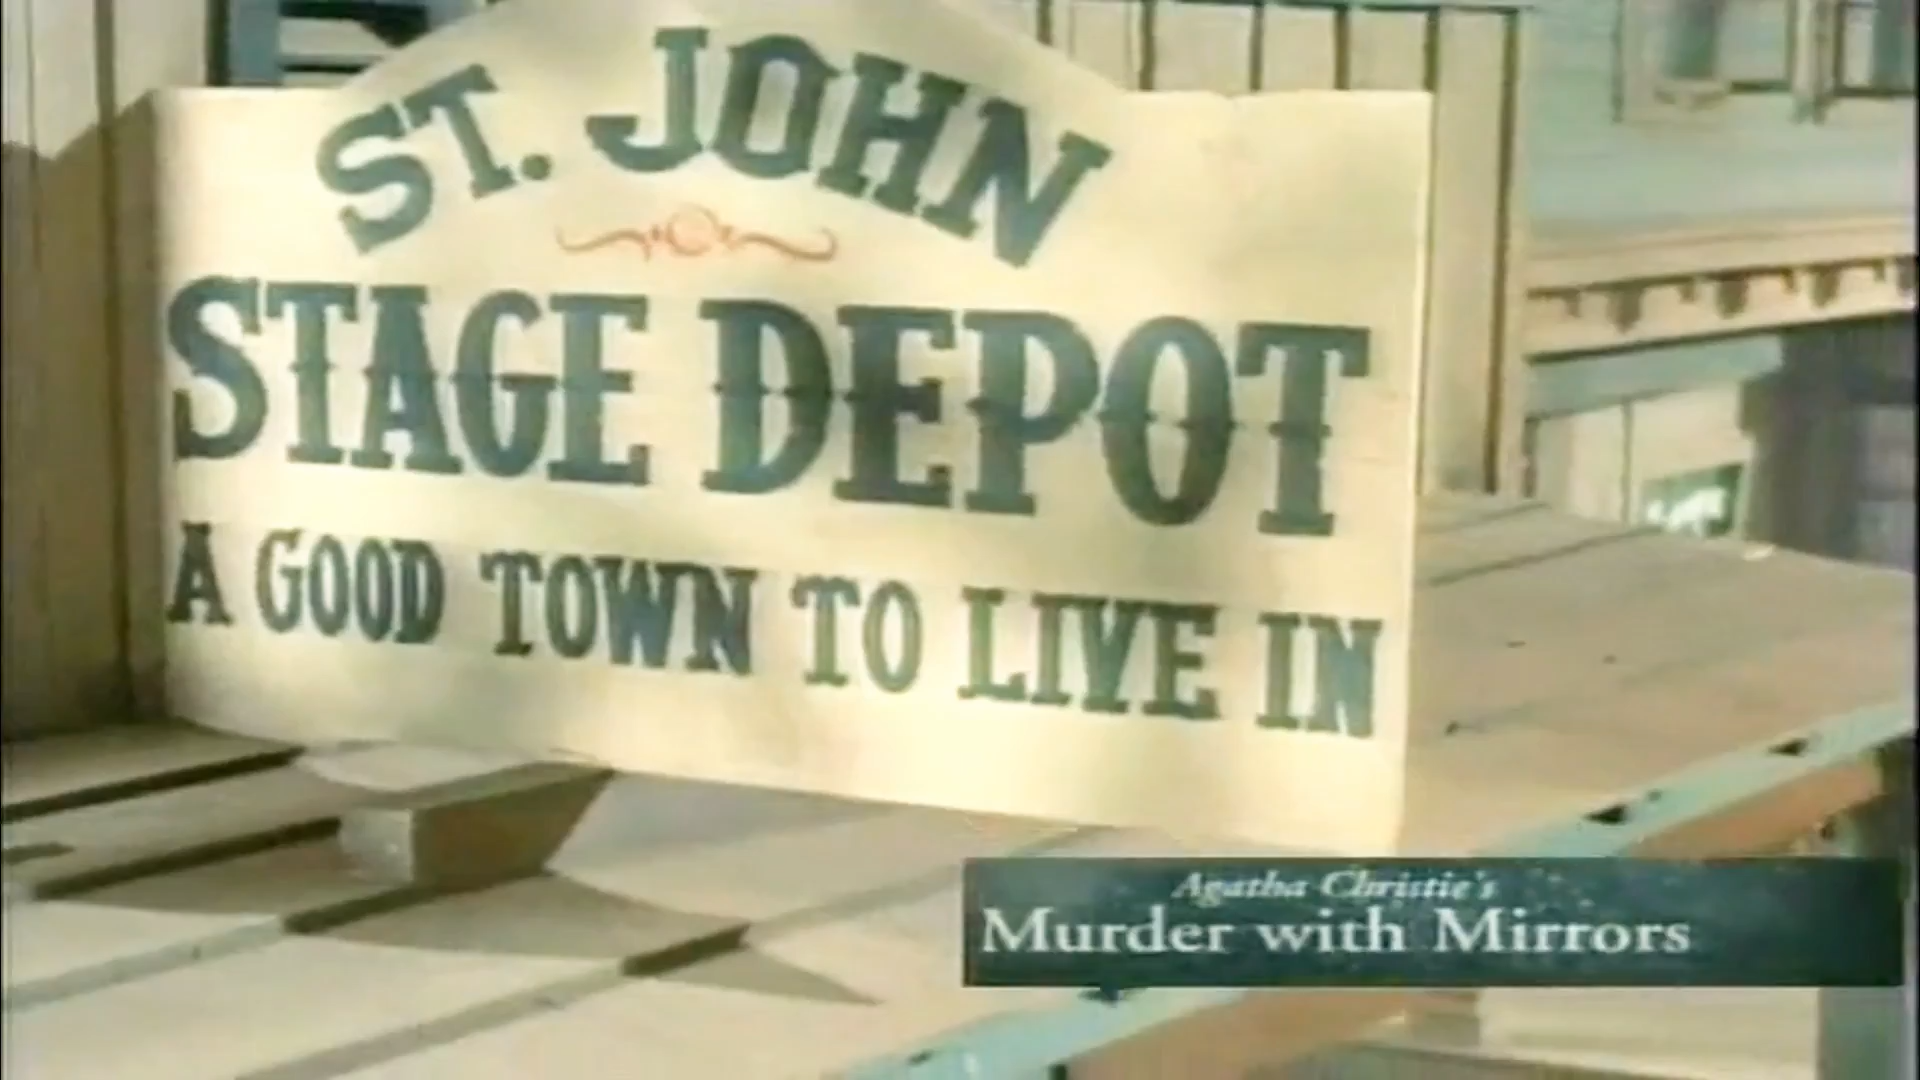 ST. JOHN
STAGE DEPOT
A GOOD TOWN TO LIVE IN
Agatha Christie's
Murder with Mirrors